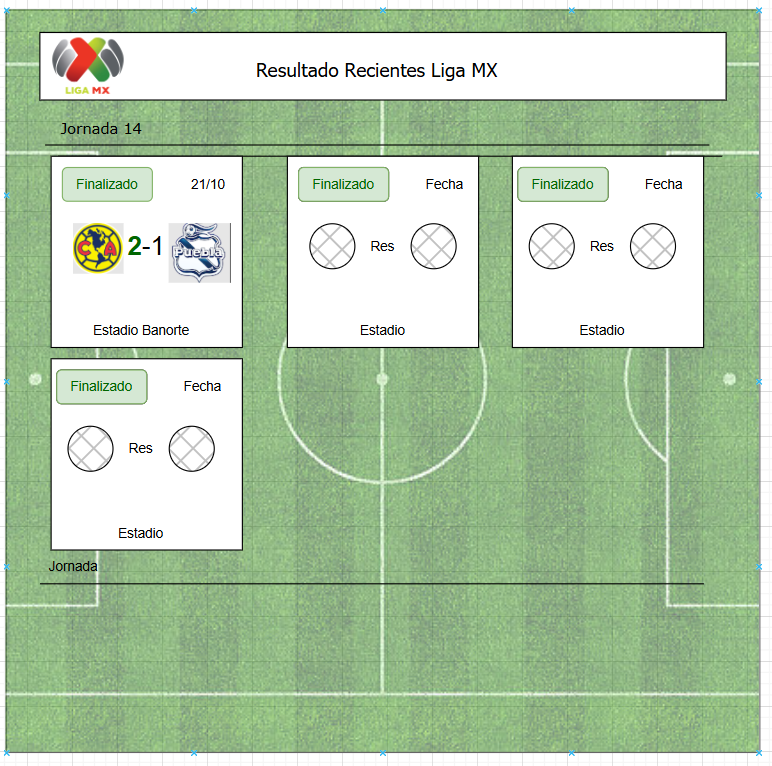 LIGA MX
Resultado Recientes Liga MX
Jornada 14
Finalizado 21/10
CA 2-1 Puebla
Estadio Banorte
Finalizado Fecha
Res
Estadio
Finalizado Fecha
Res
Estadio
Finalizado Fecha
Res
Estadio
Jornada